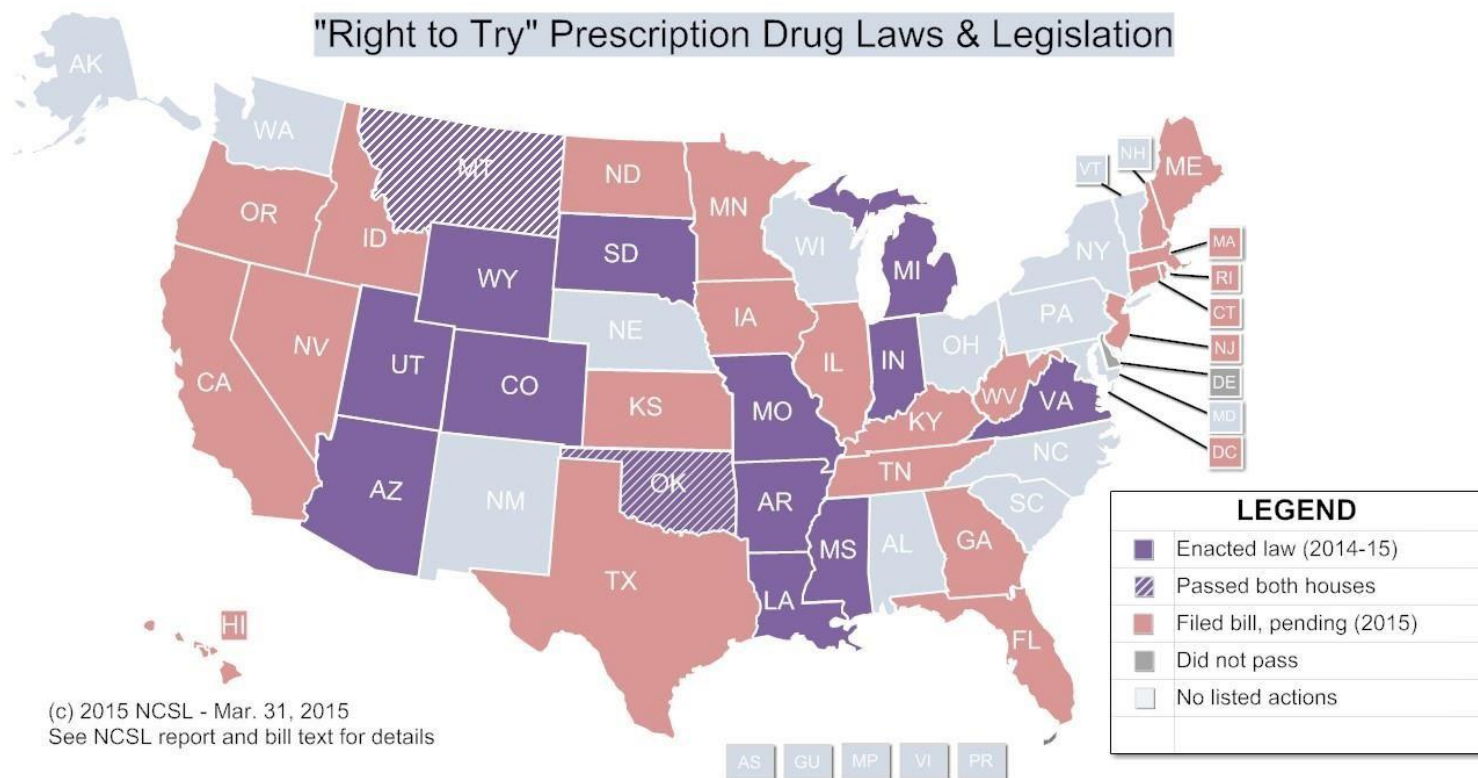 "Right to Try" Prescription Drug Laws & Legislation
AK
WA
MT
ND
MN
VT
NH
ME
OR
ID
SD
WI
MI
NY
MA
RI
CT
NJ
DE
MD
DC
WY
NE
IA
PA
NV
UT
CO
IL
IN
OH
CA
KS
MO
KY
WV
VA
AZ
NM
OK
AR
TN
NC
SC
TX
LA
MS
AL
GA
FL
HI
LEGEND
Enacted law (2014-15)
Passed both houses
Filed bill, pending (2015)
Did not pass
No listed actions
(c) 2015 NCSL - Mar. 31, 2015
See NCSL report and bill text for details
AS GU MP VI PR